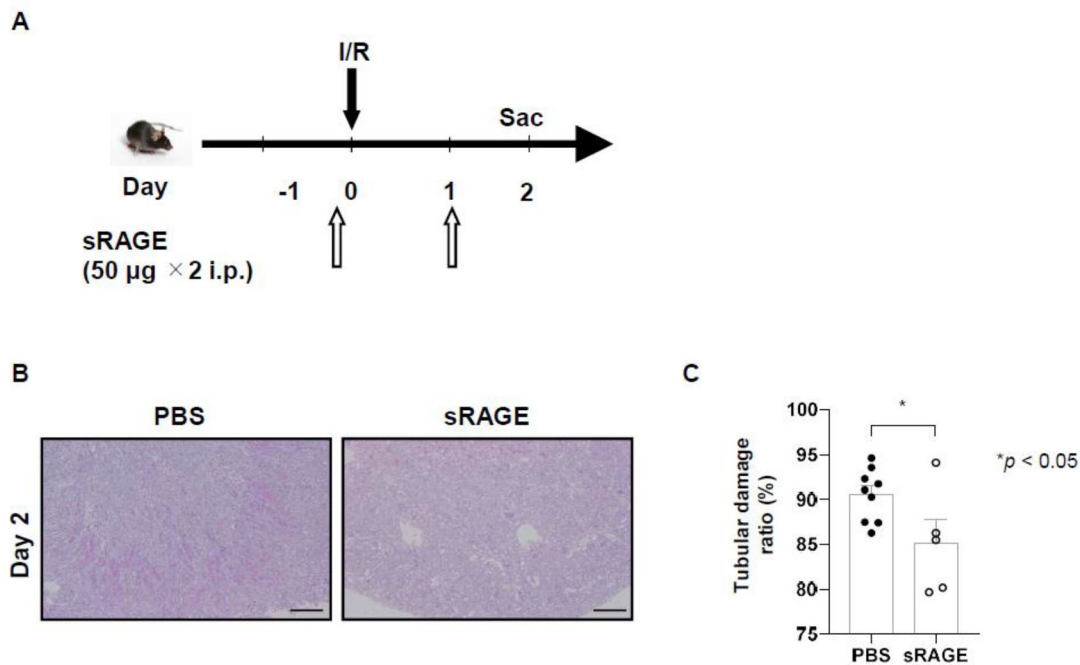 A
I/R
Sac
Day
-1 0 1 2
sRAGE
(50 μg ×2 i.p.)
B
PBS
sRAGE
Day 2
C
100
95
90
85
80
75
Tubular damage
ratio (%)
*
*p < 0.05
PBS sRAGE